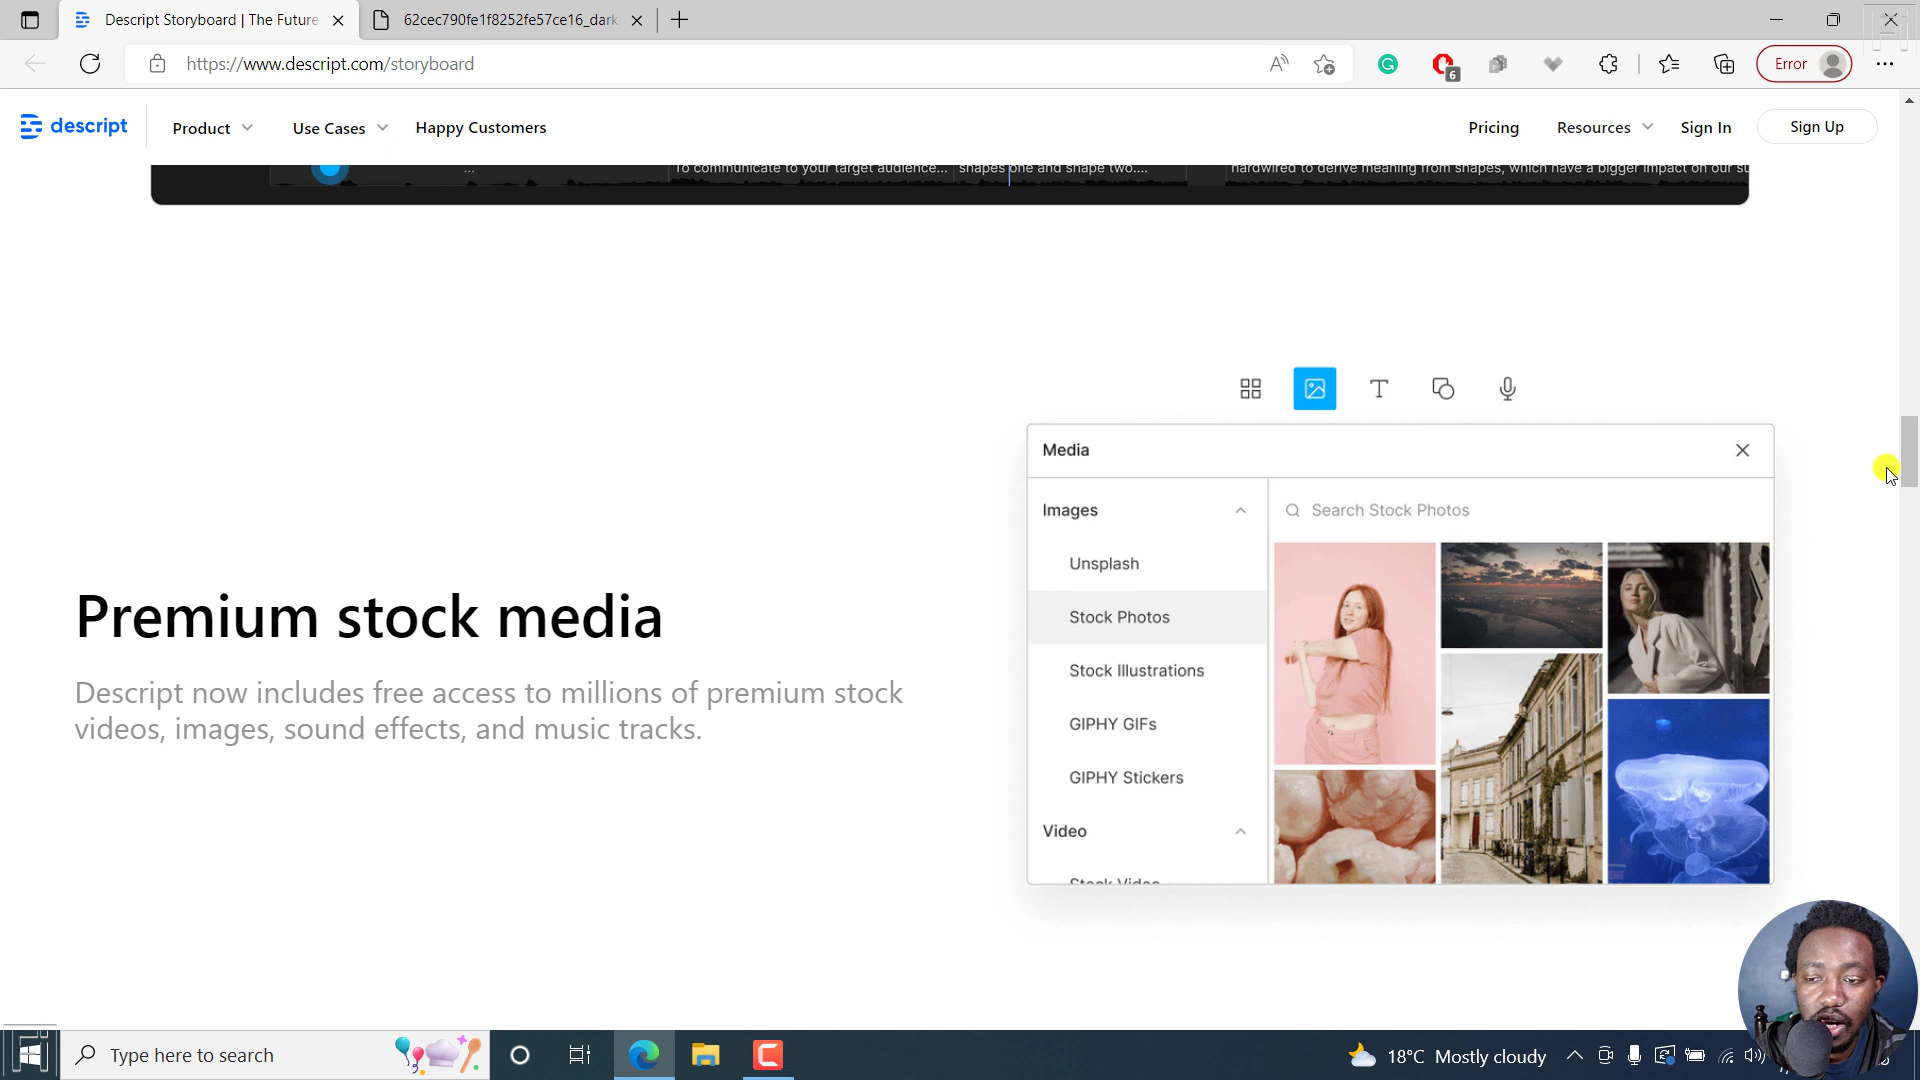 Descript Storyboard | The Future
62cec790fe1f8252fe57ce16_dark
https://www.descript.com/storyboard
6
Error
descript
Product
Use Cases
Happy Customers
Pricing
Resources
Sign In
Sign Up
... To communicate to your target audience... shapes one and shape two.... hardwired to derive meaning from shapes, which have a bigger impact on our su
Media
Images
Search Stock Photos
Unsplash
Stock Photos
Stock Illustrations
GIPHY GIFs
GIPHY Stickers
Video
Stock Video
Premium stock media
Descript now includes free access to millions of premium stock
videos, images, sound effects, and music tracks.
Type here to search
18°C Mostly cloudy